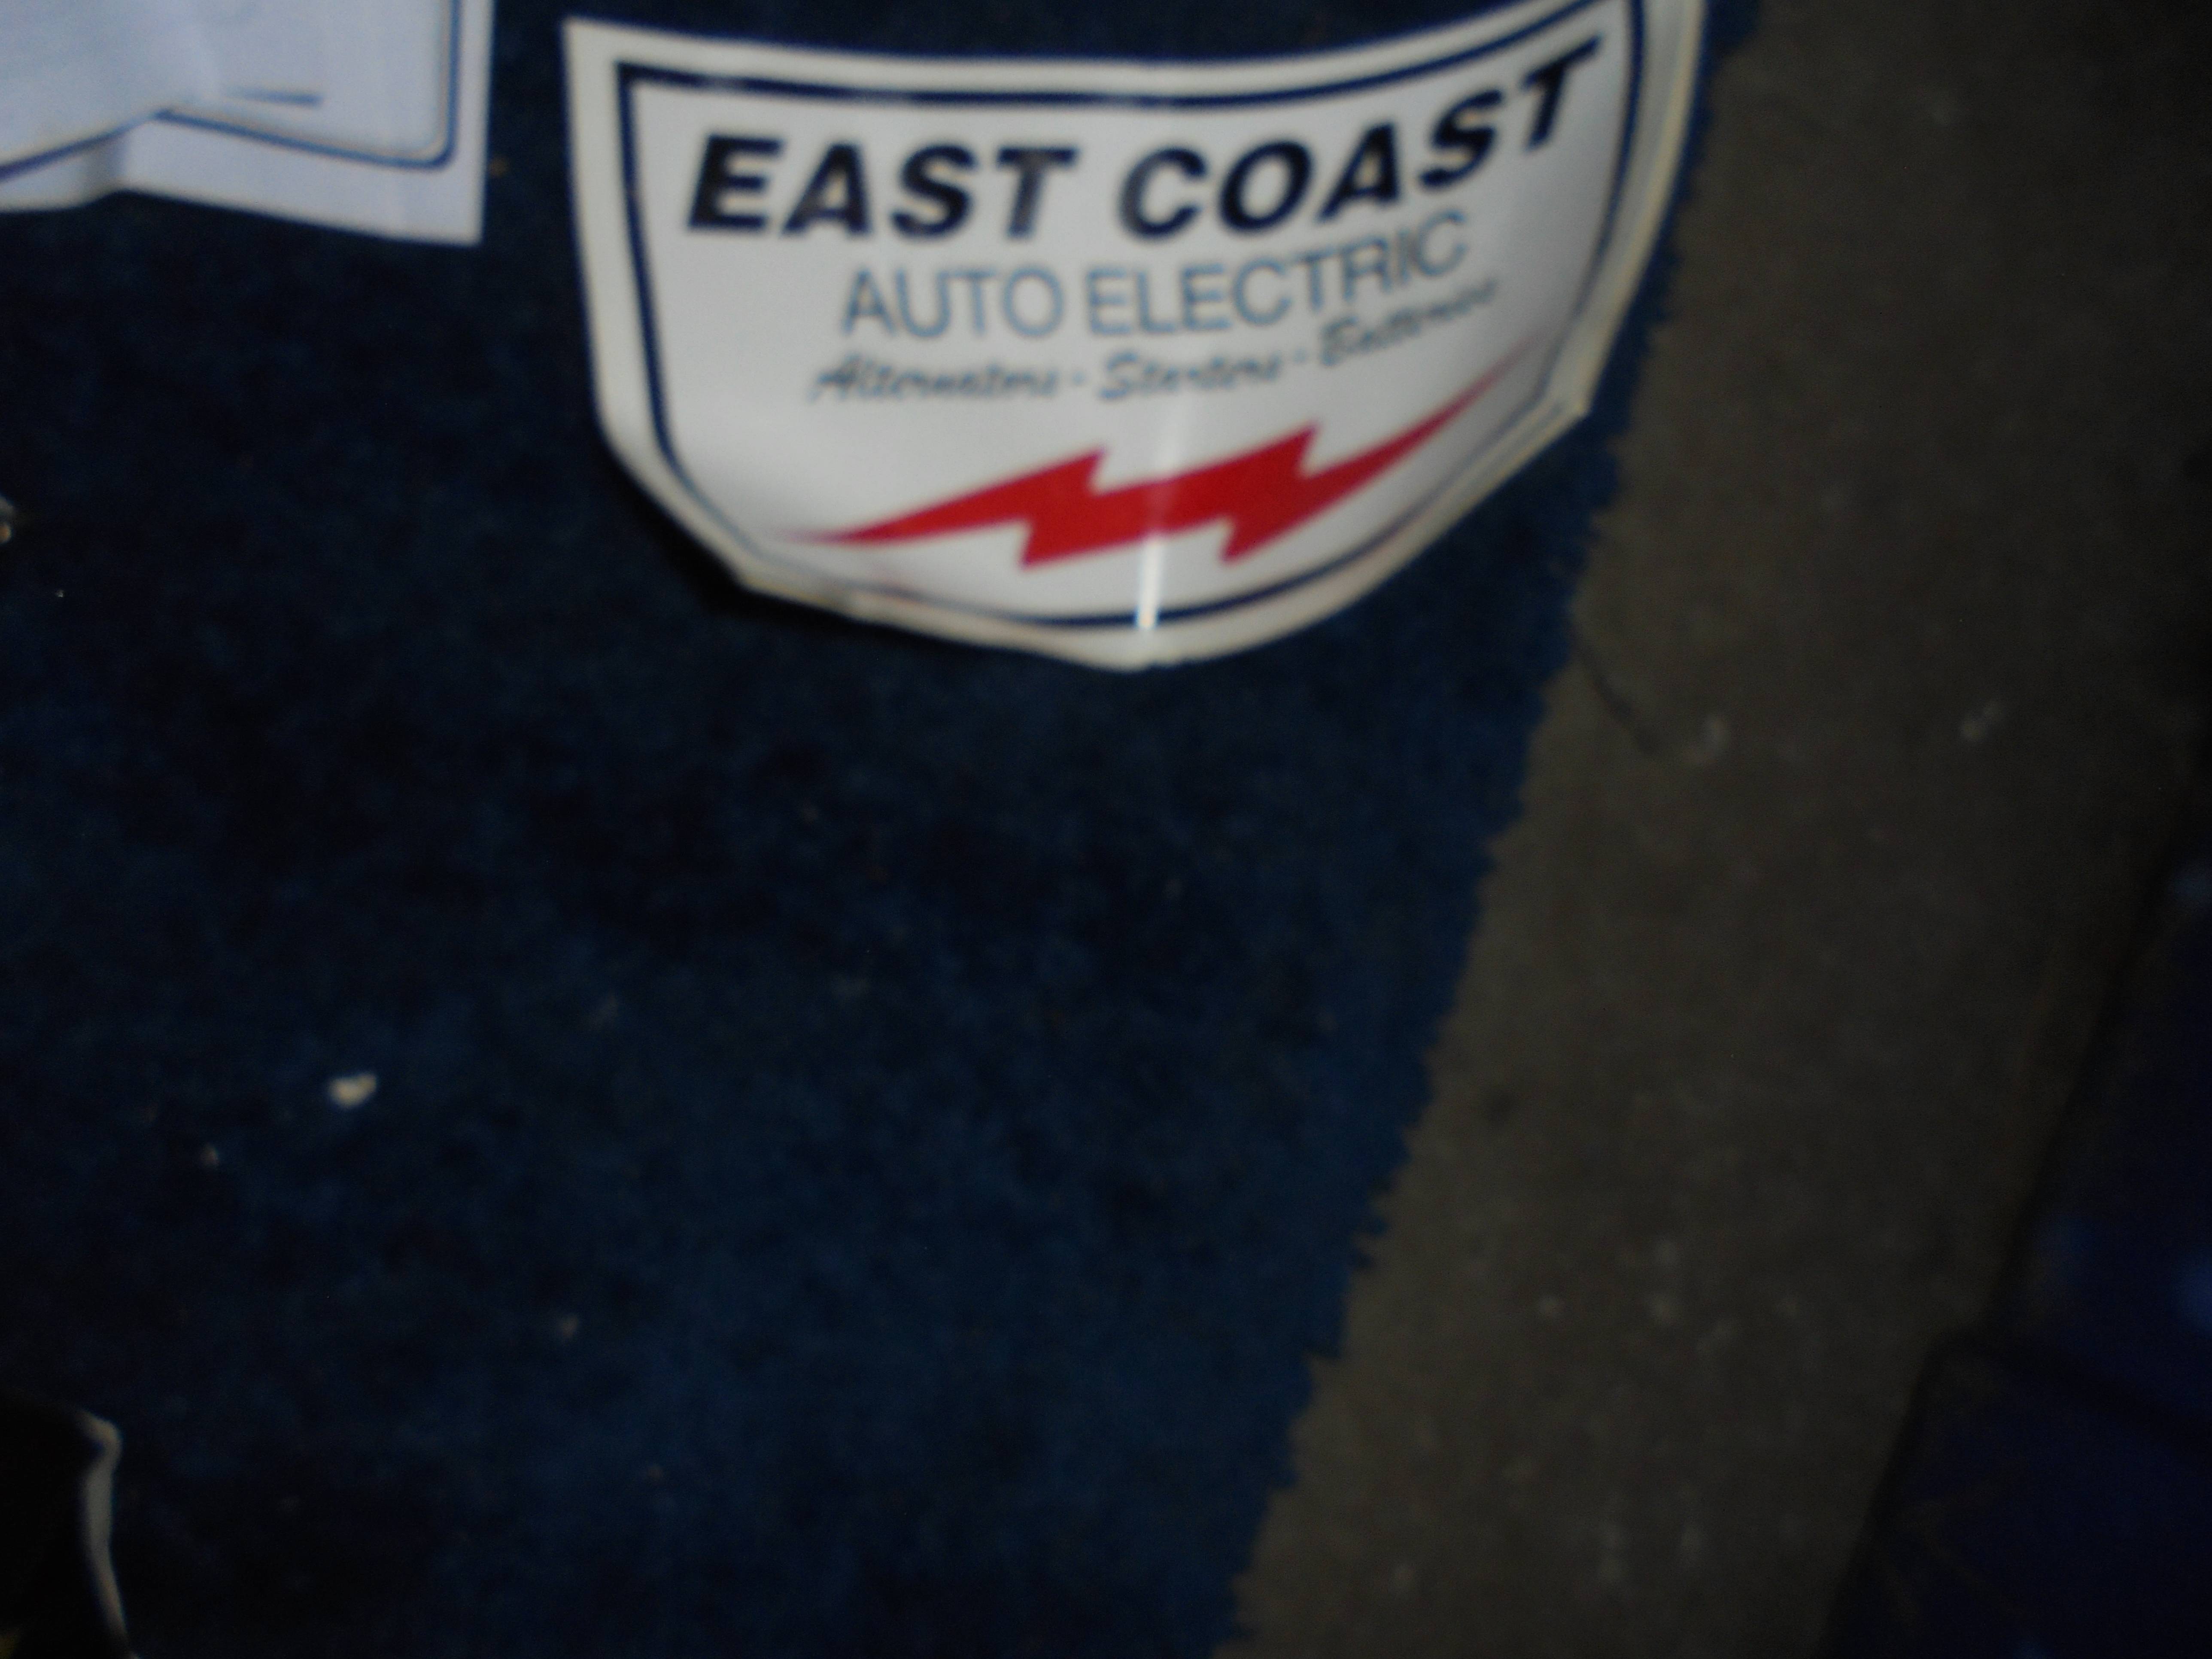 EAST COAST
AUTO ELECTRIC
Alternators - Starters - Batteries